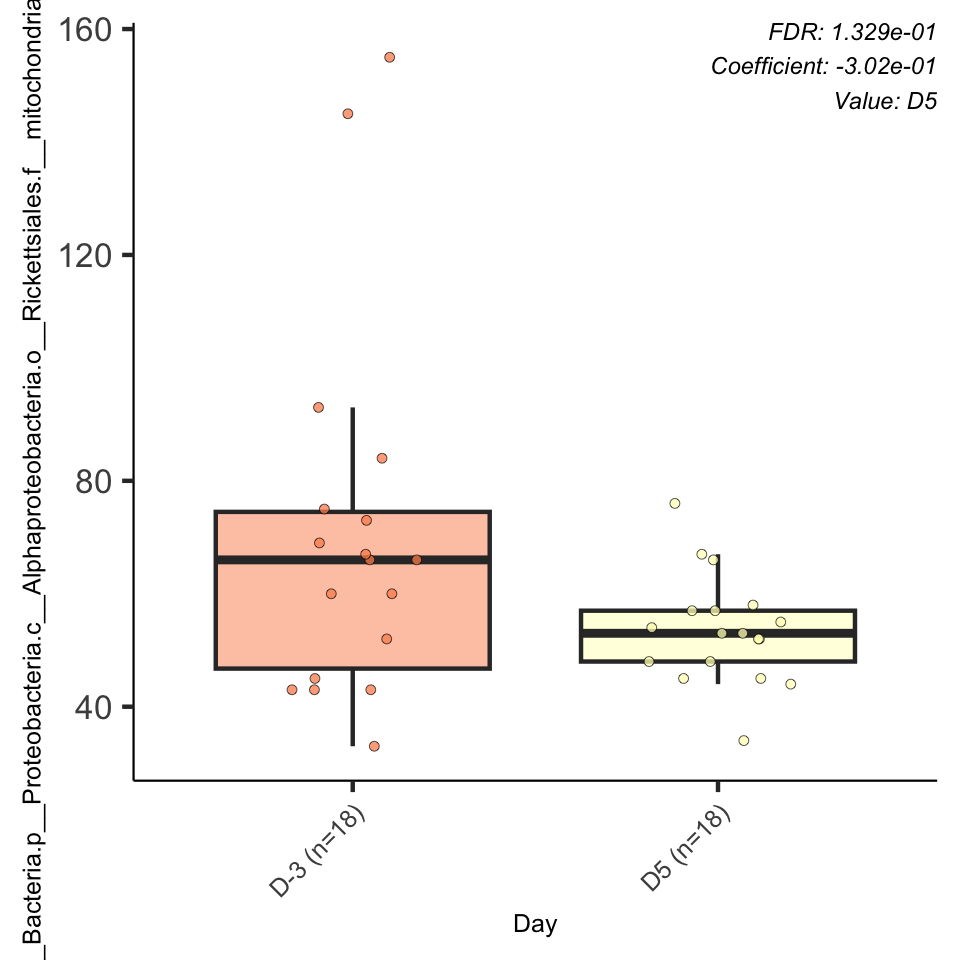 160
120
80
40
_Bacteria.p__Proteobacteria.c__Alphaproteobacteria.o__Rickettsiales.f__mitochondria
FDR: 1.329e-01
Coefficient: -3.02e-01
Value: D5
D-3 (n=18)
D5 (n=18)
Day